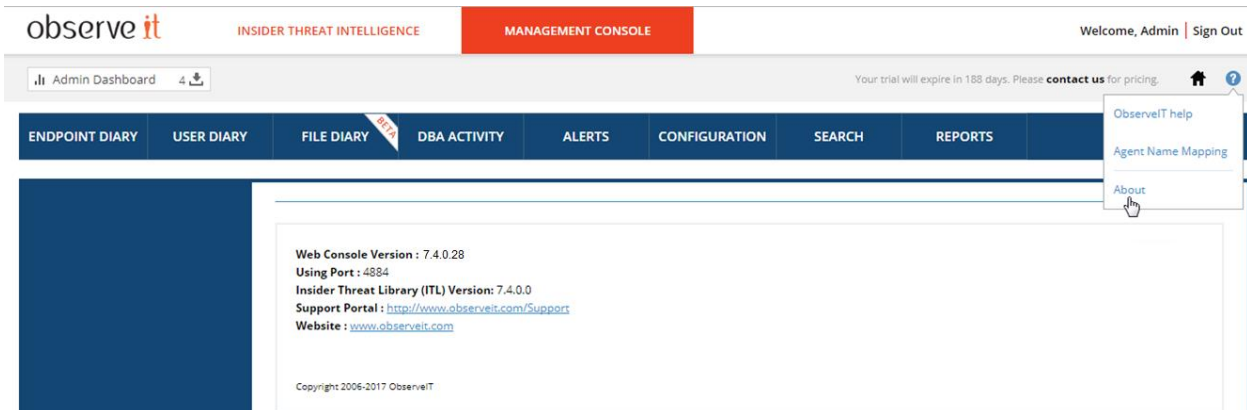 observe it
INSIDER THREAT INTELLIGENCE
MANAGEMENT CONSOLE
Welcome, Admin | Sign Out
Admin Dashboard 4
Your trial will expire in 188 days. Please contact us for pricing.
?
ObserveIT help
Agent Name Mapping
About
ENDPOINT DIARY
USER DIARY
FILE DIARY
BETA
DBA ACTIVITY
ALERTS
CONFIGURATION
SEARCH
REPORTS
Web Console Version : 7.4.0.28
Using Port : 4884
Insider Threat Library (ITL) Version: 7.4.0.0
Support Portal : http://www.observeit.com/Support
Website : www.observeit.com
Copyright 2006-2017 ObserveIT